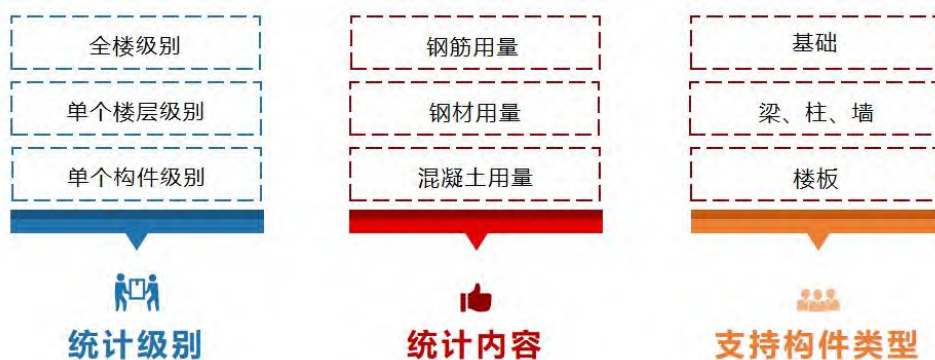 全楼级别
单个楼层级别
单个构件级别
统计级别
钢筋用量
钢材用量
混凝土用量
统计内容
基础
梁、柱、墙
楼板
支持构件类型